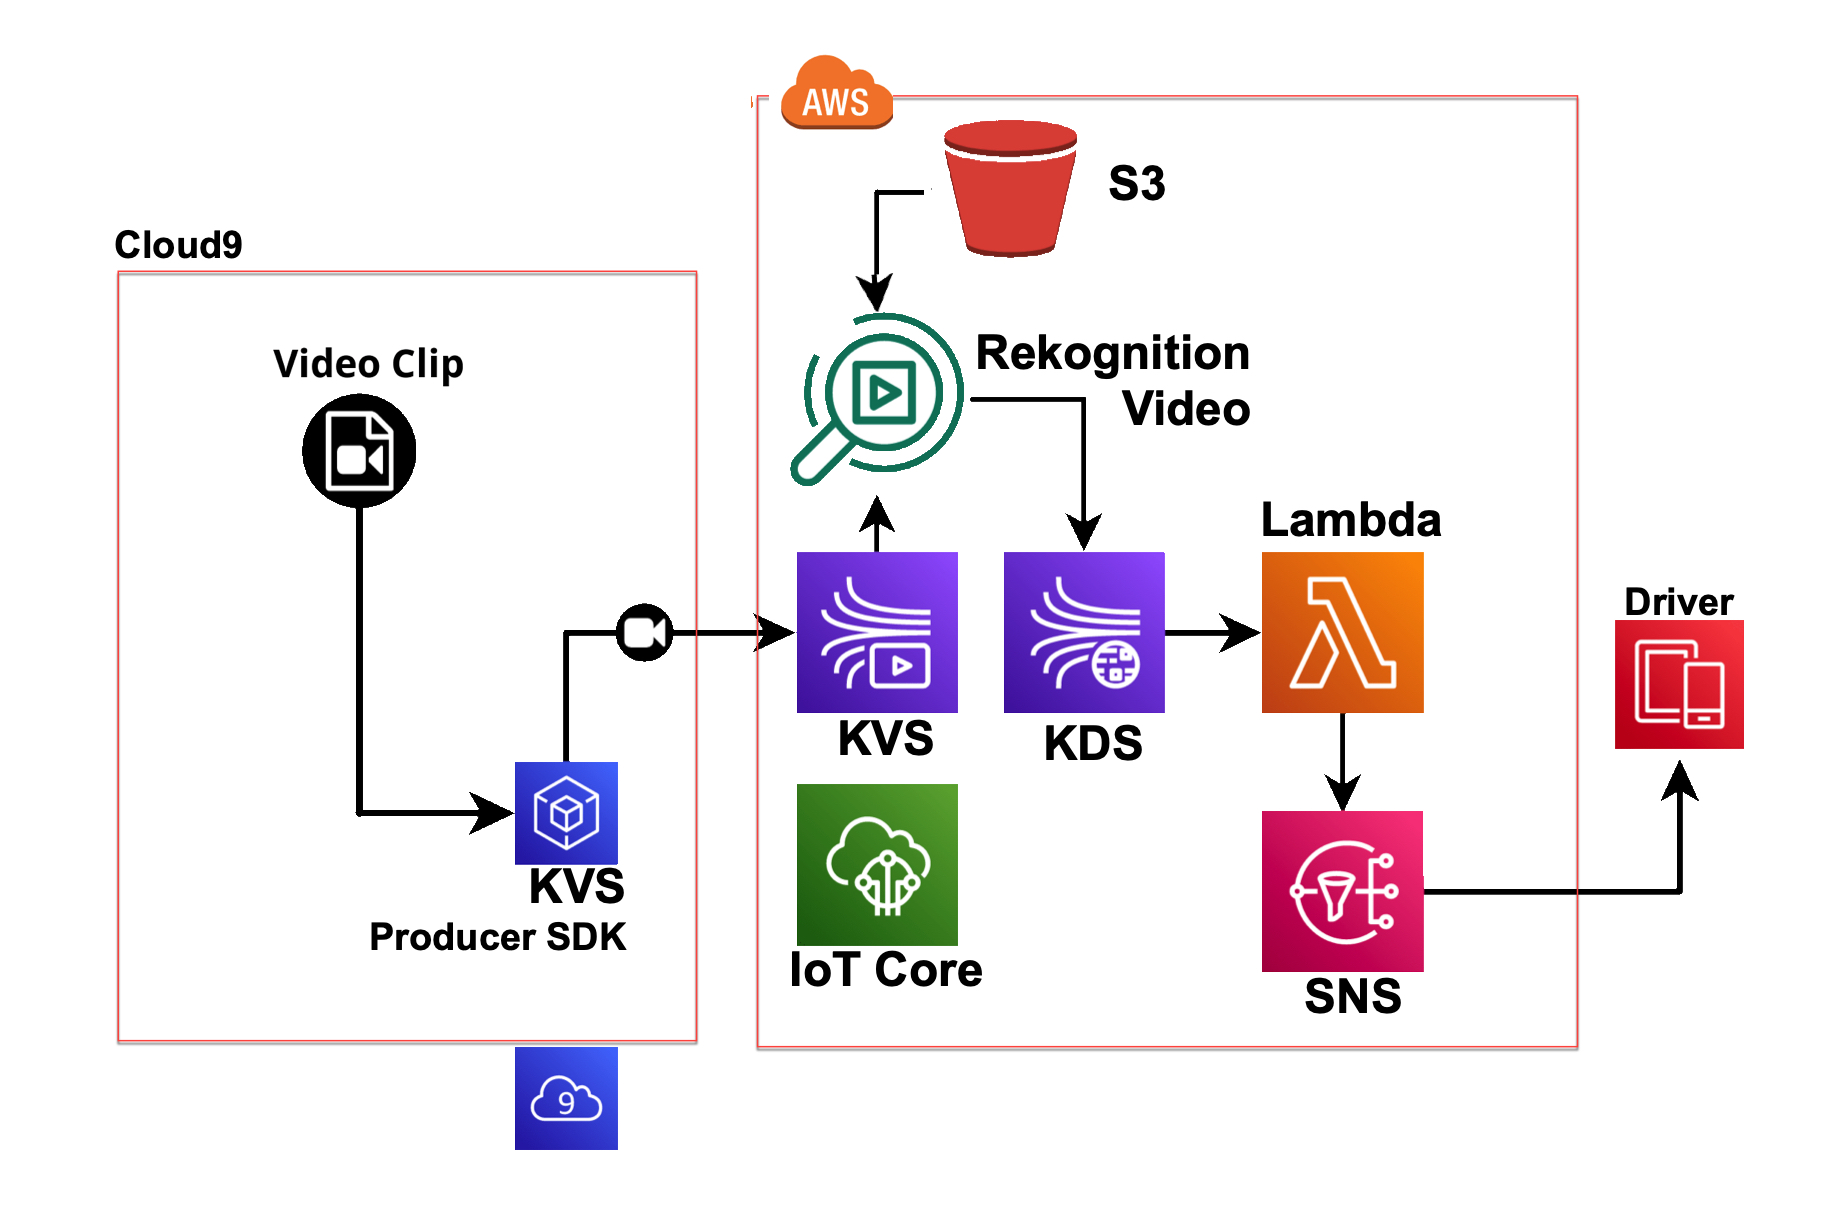 AWS
S3
Cloud9
Video Clip
Rekognition
Video
Lambda
Driver
KVS
KDS
KVS
Producer SDK
IoT Core
SNS
9